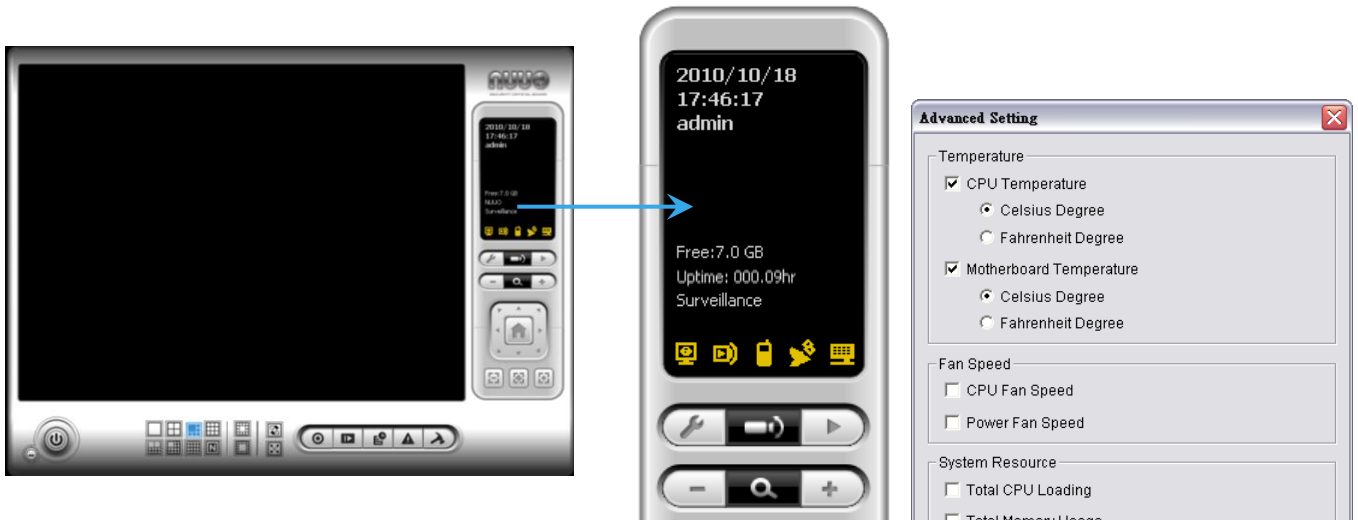 nuuo
2010/10/18
17:46:17
admin
Free:7.0 GB
NUUO
Surveillance
2010/10/18
17:46:17
admin
Free:7.0 GB
Uptime: 000.09hr
Surveillance
Advanced Setting
Temperature
CPU Temperature
Celsius Degree
Fahrenheit Degree
Motherboard Temperature
Celsius Degree
Fahrenheit Degree
Fan Speed
CPU Fan Speed
Power Fan Speed
System Resource
Total CPU Loading
Total Memory Usage